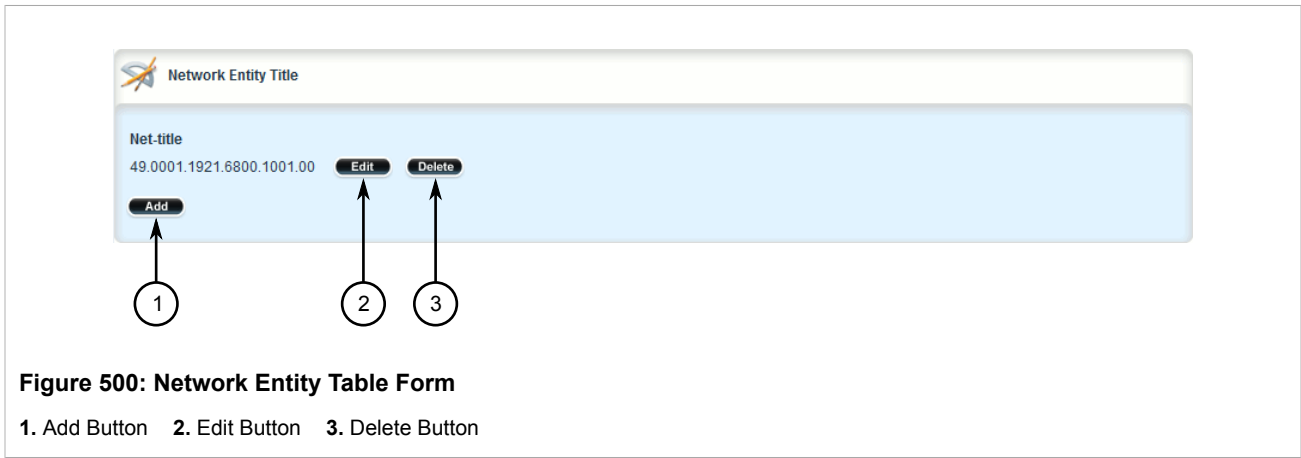 Network Entity Title
Net-title
49.0001.1921.6800.1001.00 Edit Delete
Add
1 2 3
Figure 500: Network Entity Table Form
1. Add Button 2. Edit Button 3. Delete Button